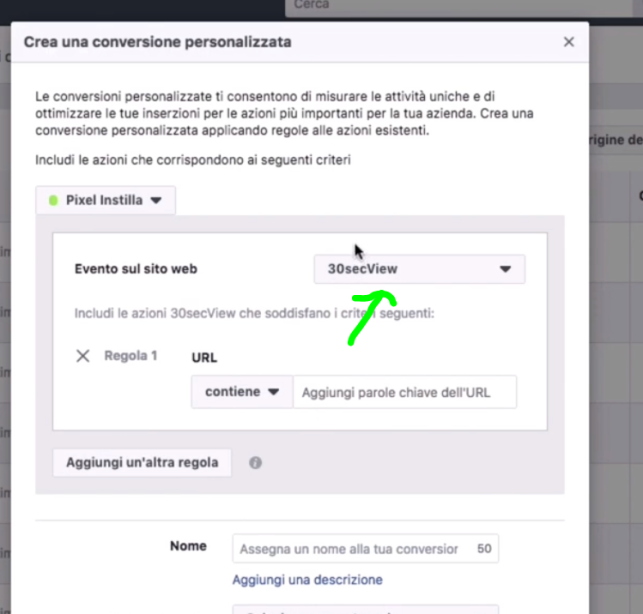 Cerca
Crea una conversione personalizzata
Le conversioni personalizzate ti consentono di misurare le attività uniche e di
ottimizzare le tue inserzioni per le azioni più importanti per la tua azienda. Crea una
conversione personalizzata applicando regole alle azioni esistenti.
rigine de
Includi le azioni che corrispondono ai seguenti criteri
Pixel Instilla
Evento sul sito web
30secView
Includi le azioni 30secView che soddisfano i criteri seguenti:
Regola 1
URL
contiene
Aggiungi parole chiave dell'URL
Aggiungi un'altra regola
Nome
Assegna un nome alla tua conversior
50
Aggiungi una descrizione